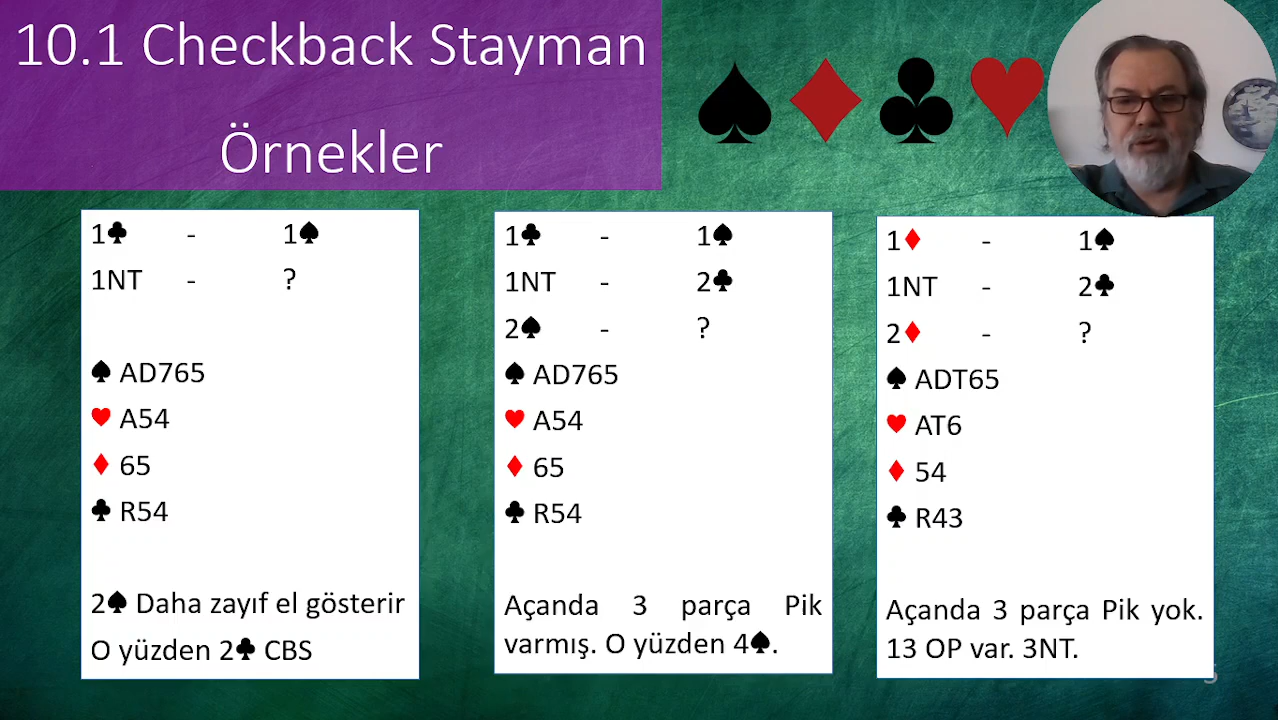 10.1 Checkback Stayman
Örnekler
1♣ - 1♠
1NT - ?
♠ AD765
♥ A54
♦ 65
♣ R54
2♠ Daha zayıf el gösterir
O yüzden 2♣ CBS
1♣ - 1♠
1NT - 2♣
2♠ - ?
♠ AD765
♥ A54
♦ 65
♣ R54
Açanda 3 parça Pik
varmış. O yüzden 4♠.
1♦ - 1♠
1NT - 2♣
2♦ - ?
♠ ADT65
♥ AT6
♦ 54
♣ R43
Açanda 3 parça Pik yok.
13 OP var. 3NT.